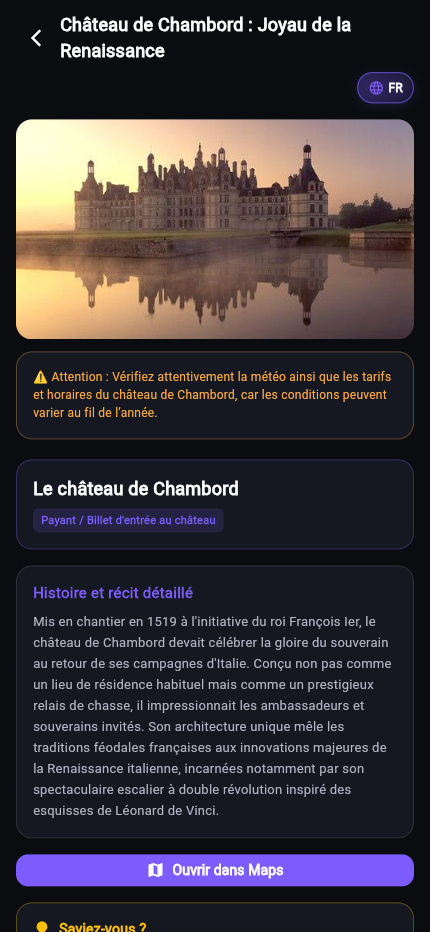 Château de Chambord : Joyau de la
Renaissance
FR
⚠️ Attention : Vérifiez attentivement la météo ainsi que les tarifs
et horaires du château de Chambord, car les conditions peuvent
varier au fil de l'année.
Le château de Chambord
Payant / Billet d'entrée au château
Histoire et récit détaillé
Mis en chantier en 1519 à l'initiative du roi François Ier, le
château de Chambord devait célébrer la gloire du souverain
au retour de ses campagnes d'Italie. Conçu non pas comme
un lieu de résidence habituel mais comme un prestigieux
relais de chasse, il impressionnait les ambassadeurs et
souverains invités. Son architecture unique mêle les
traditions féodales françaises aux innovations majeures de
la Renaissance italienne, incarnées notamment par son
spectaculaire escalier à double révolution inspiré des
esquisses de Léonard de Vinci.
Ouvrir dans Maps
Saviez-vous ?